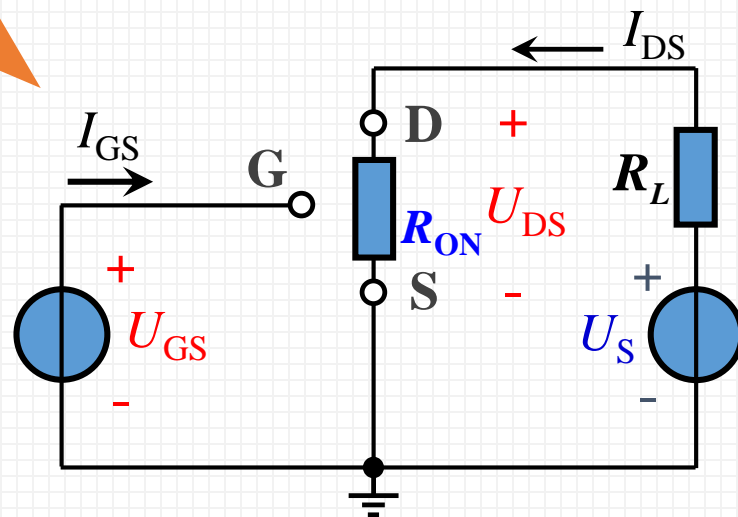 I_DS
I_GS
G
D
+
R_ON
U_DS
R_L
S
-
+
U_GS
-
+
U_S
-